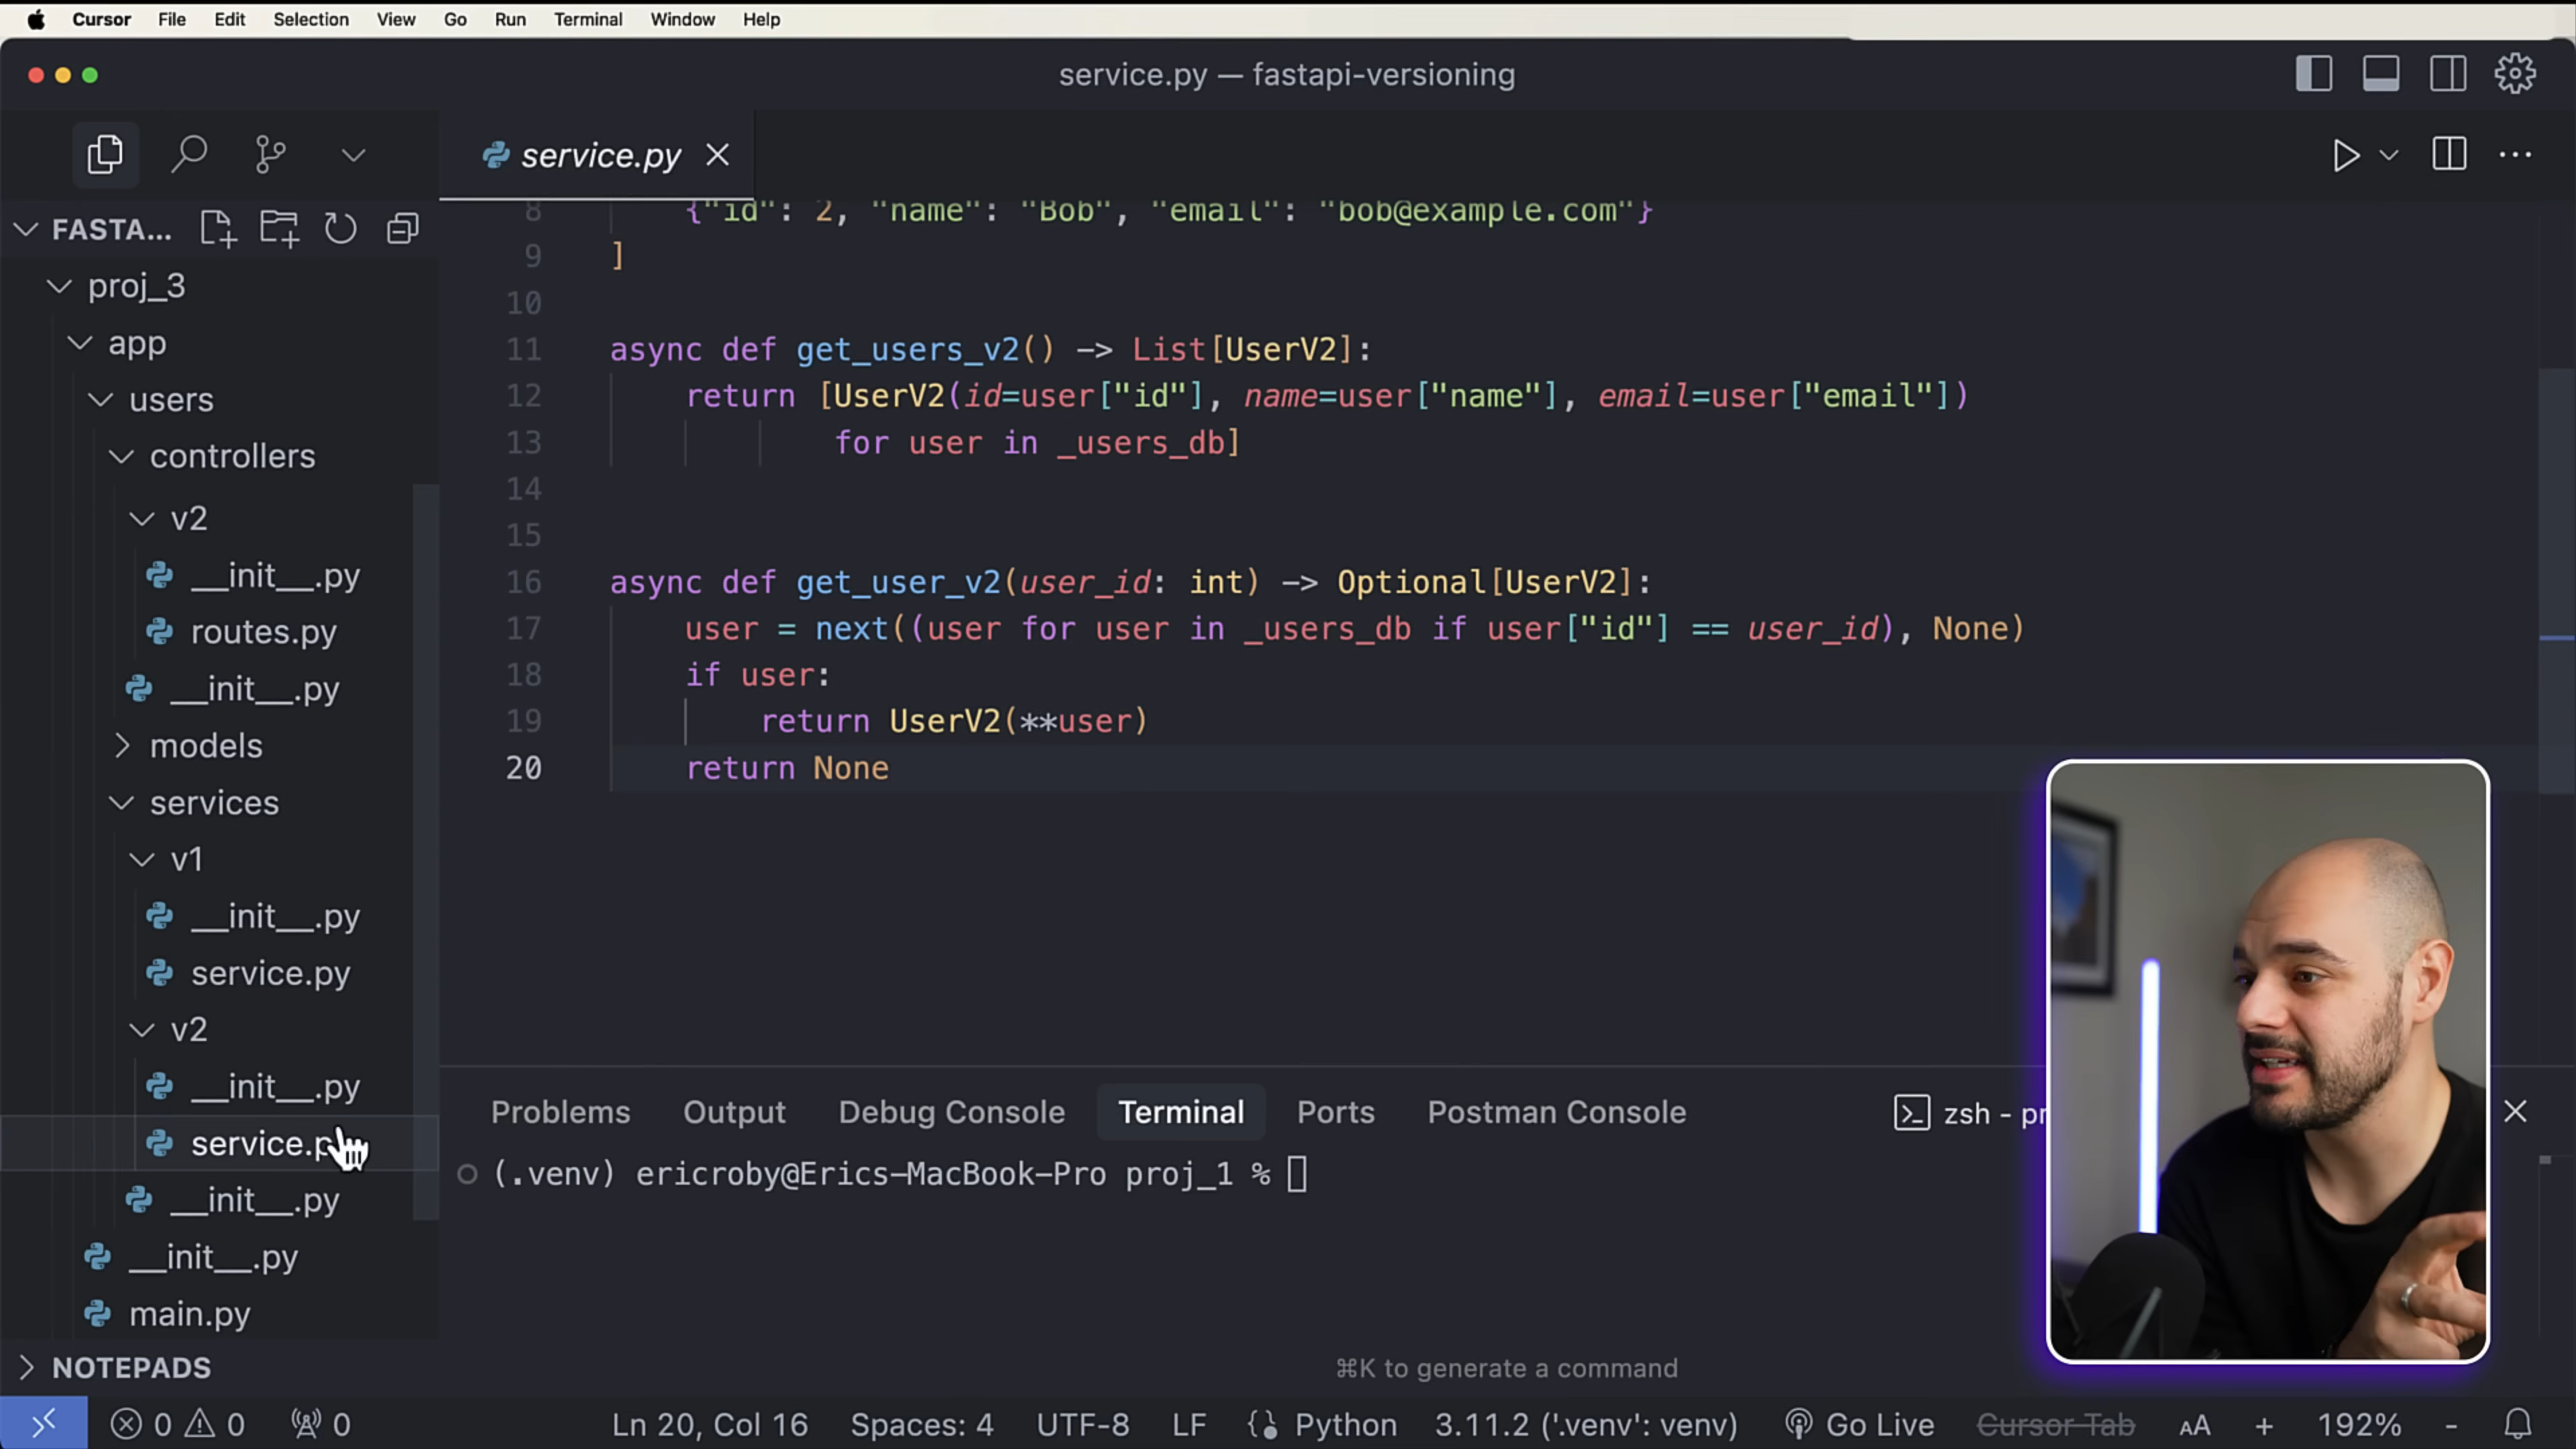 Cursor File Edit Selection View Go Run Terminal Window Help
service.py — fastapi-versioning
service.py
FASTA...
proj_3
app
users
controllers
v2
__init__.py
routes.py
__init__.py
models
services
v1
__init__.py
service.py
v2
__init__.py
service.p
__init__.py
__init__.py
main.py
NOTEPADS
8 {"id": 2, "name": "Bob", "email": "bob@example.com"}
9 ]
10
11 async def get_users_v2() -> List[UserV2]:
12 return [UserV2(id=user["id"], name=user["name"], email=user["email"])
13 for user in _users_db]
14
15
16 async def get_user_v2(user_id: int) -> Optional[UserV2]:
17 user = next((user for user in _users_db if user["id"] == user_id), None)
18 if user:
19 return UserV2(**user)
20 return None
Problems Output Debug Console Terminal Ports Postman Console zsh - pr
(.venv) ericroby@Erics-MacBook-Pro proj_1 %
⌘K to generate a command
0 0 0 Ln 20, Col 16 Spaces: 4 UTF-8 LF Python 3.11.2 ('.venv': venv) Go Live Cursor Tab AA + 192% -